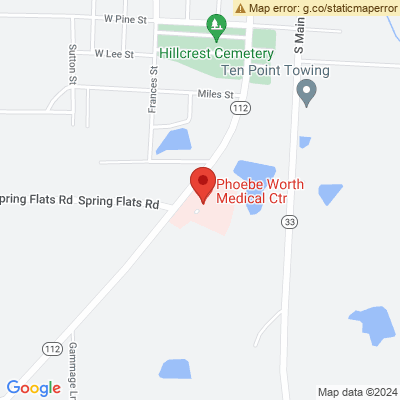 Map error: g.co/staticmaperror
W Pine St
Hillcrest Cemetery
W Lee St
Sutton St
Frances St
S Main
Ten Point Towing
Miles St
112
Phoebe Worth
Medical Ctr
pring Flats Rd
Spring Flats Rd
33
112
Gammage Ln
Google
Map data ©2024